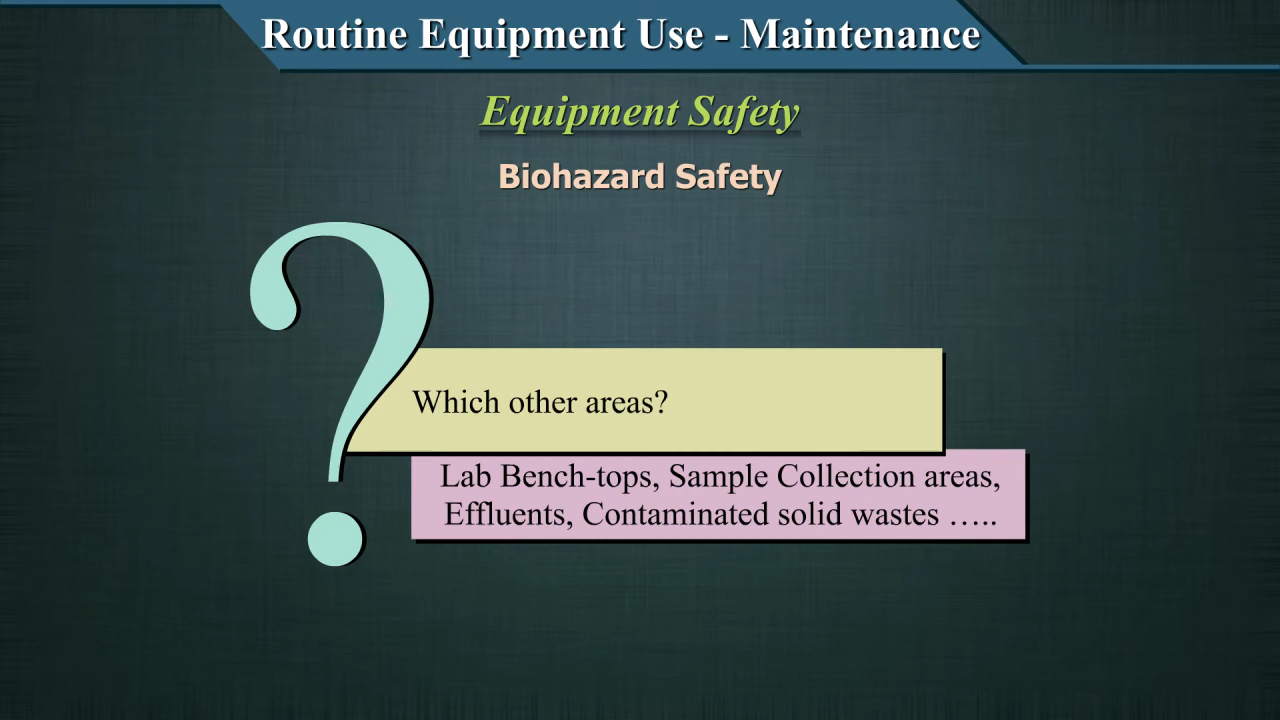 Routine Equipment Use - Maintenance
Equipment Safety
Biohazard Safety
?
Which other areas?
Lab Bench-tops, Sample Collection areas,
Effluents, Contaminated solid wastes …..